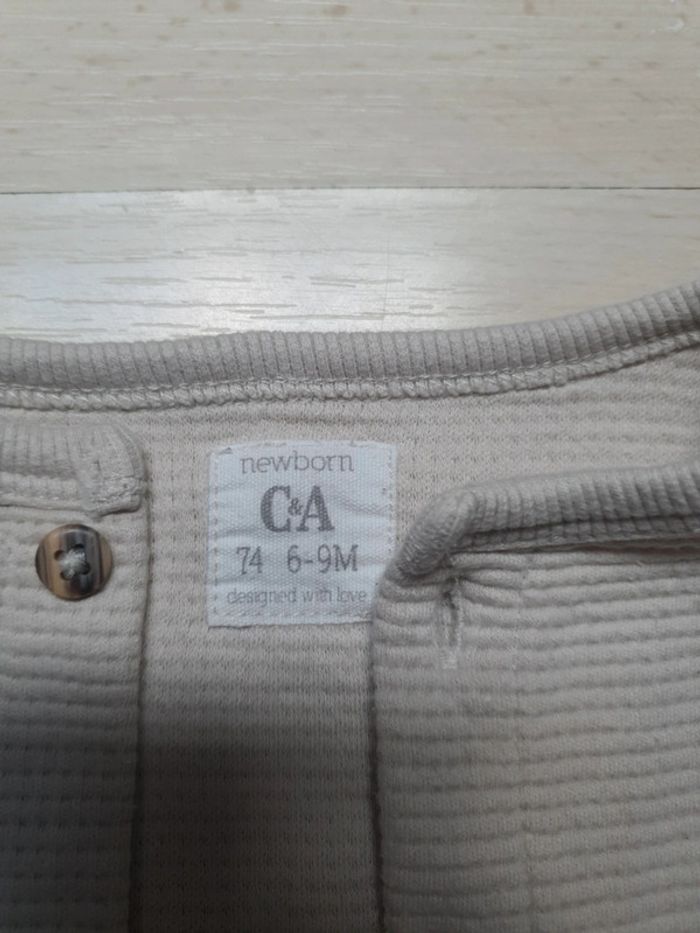 newborn
C&A
74 6-9M
designed with love